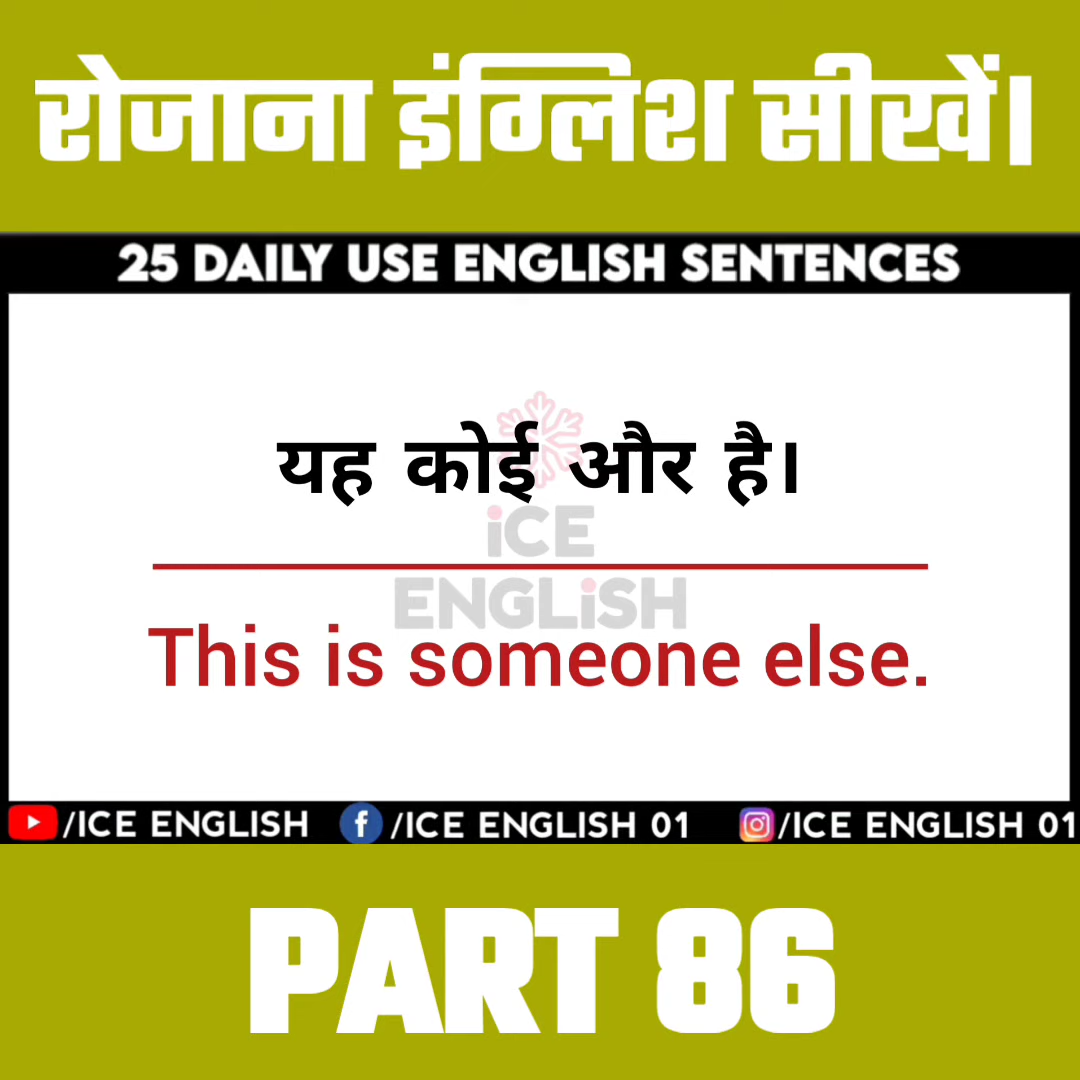 रोजाना इंग्लिश सीखें।
25 DAILY USE ENGLISH SENTENCES
यह कोई और है।
iCE
ENGLiSH
This is someone else.
/ICE ENGLISH /ICE ENGLISH 01 /ICE ENGLISH 01
PART 86